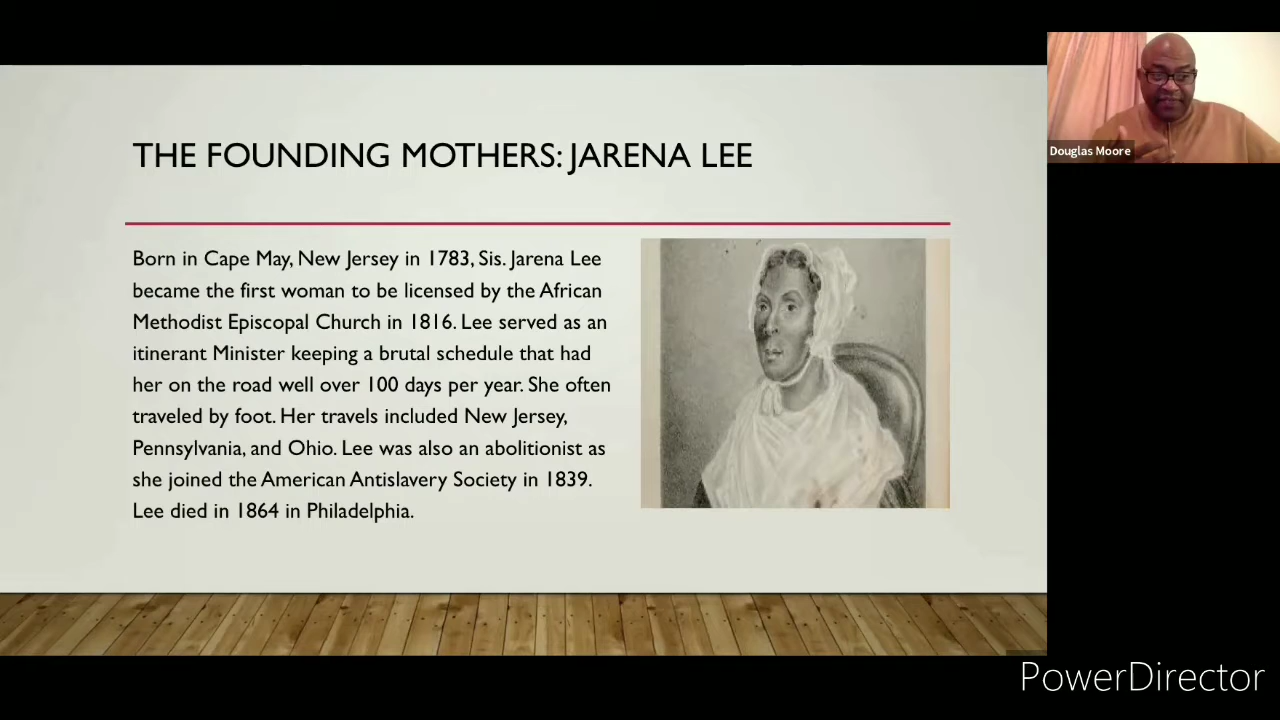 THE FOUNDING MOTHERS: JARENA LEE
Born in Cape May, New Jersey in 1783, Sis. Jarena Lee
became the first woman to be licensed by the African
Methodist Episcopal Church in 1816. Lee served as an
itinerant Minister keeping a brutal schedule that had
her on the road well over 100 days per year. She often
traveled by foot. Her travels included New Jersey,
Pennsylvania, and Ohio. Lee was also an abolitionist as
she joined the American Antislavery Society in 1839.
Lee died in 1864 in Philadelphia.
Douglas Moore
PowerDirector